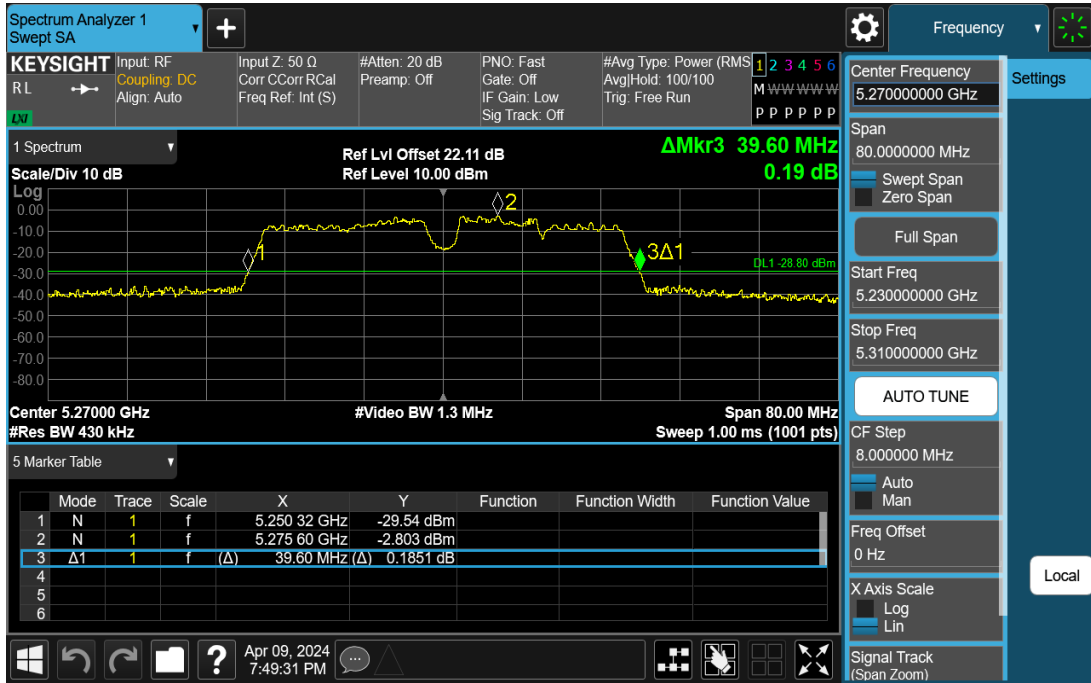 Spectrum Analyzer 1
Swept SA
+
Frequency
KEYSIGHT
RL
LXI
Input: RF
Coupling: DC
Align: Auto
Input Z: 50 Ω
Corr CCorr RCal
Freq Ref: Int (S)
#Atten: 20 dB
Preamp: Off
PNO: Fast
Gate: Off
IF Gain: Low
Sig Track: Off
#Avg Type: Power (RMS
Avg|Hold: 100/100
Trig: Free Run
1 2 3 4 5 6
M W W W W W
P P P P P P
1 Spectrum
Scale/Div 10 dB
Ref Lvl Offset 22.11 dB
Ref Level 10.00 dBm
ΔMkr3 39.60 MHz
0.19 dB
Log
0.00
-10.0
-20.0
-30.0
-40.0
-50.0
-60.0
-70.0
-80.0
1
2
3Δ1
DL1 -28.80 dBm
Center 5.27000 GHz
#Res BW 430 kHz
#Video BW 1.3 MHz
Span 80.00 MHz
Sweep 1.00 ms (1001 pts)
5 Marker Table
Mode Trace Scale X Y Function Function Width Function Value
1 N 1 f 5.250 32 GHz -29.54 dBm
2 N 1 f 5.275 60 GHz -2.803 dBm
3 Δ1 1 f (Δ) 39.60 MHz (Δ) 0.1851 dB
4
5
6
?
Apr 09, 2024
7:49:31 PM
Center Frequency
5.270000000 GHz
Span
80.0000000 MHz
Swept Span
Zero Span
Full Span
Start Freq
5.230000000 GHz
Stop Freq
5.310000000 GHz
AUTO TUNE
CF Step
8.000000 MHz
Auto
Man
Freq Offset
0 Hz
X Axis Scale
Log
Lin
Signal Track
(Span Zoom)
Settings
Local